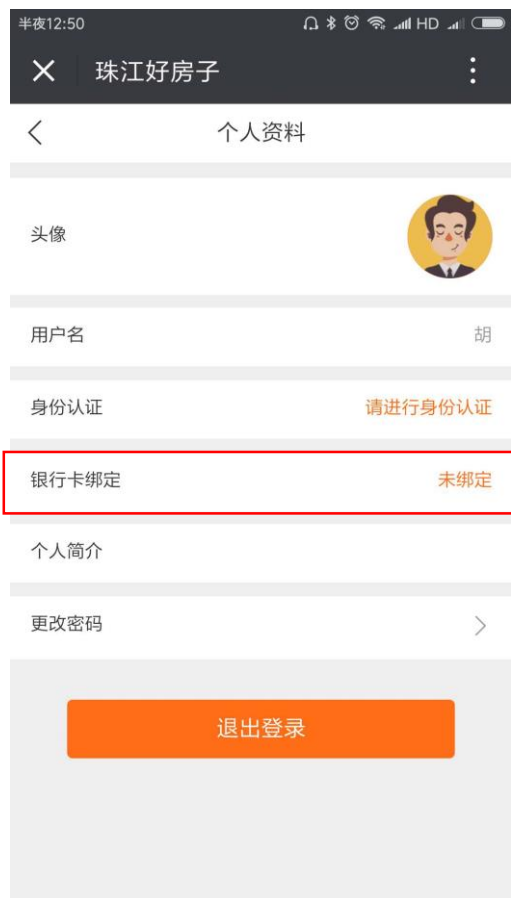 半夜12:50 HD
珠江好房子
个人资料
头像
用户名 胡
身份认证 请进行身份认证
银行卡绑定 未绑定
个人简介
更改密码
退出登录